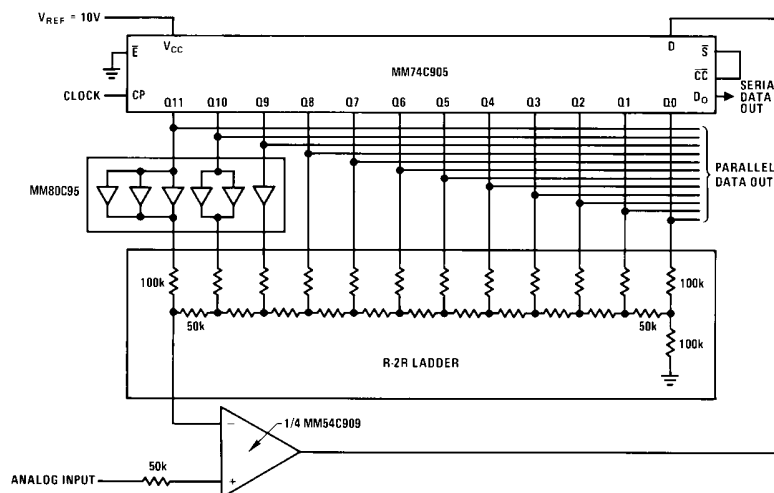 VREF = 10V
E
VCC
D
S
MM74C905
CC
CLOCK
CP
DO
SERIAL
DATA
OUT
Q11 Q10 Q9 Q8 Q7 Q6 Q5 Q4 Q3 Q2 Q1 Q0
PARALLEL
DATA OUT
MM80C95
100k
100k
50k
50k
100k
R-2R LADDER
1/4 MM54C909
−
+
ANALOG INPUT
50k